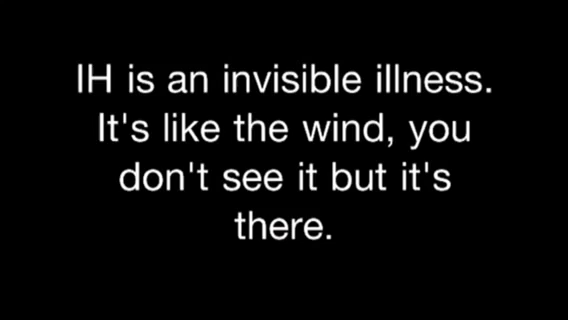 IH is an invisible illness.
It's like the wind, you
don't see it but it's
there.